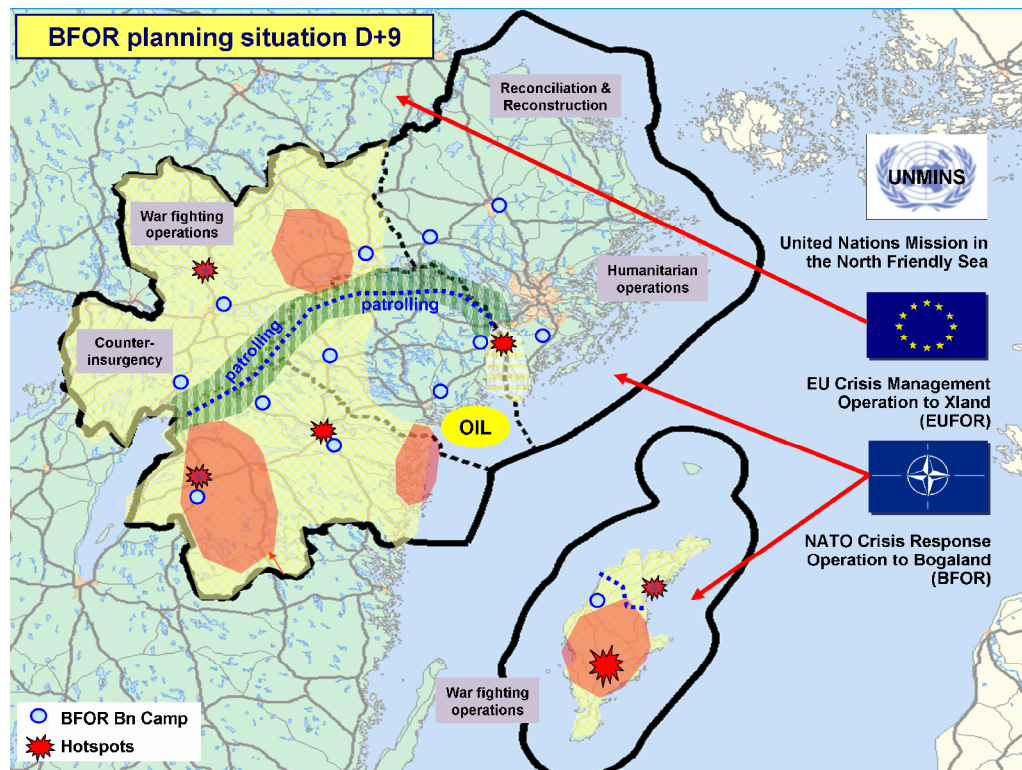 BFOR planning situation D+9
Reconciliation &
Reconstruction
UNMINS
United Nations Mission in
the North Friendly Sea
War fighting
operations
Humanitarian
operations
patrolling
patrolling
Counter-
insurgency
EU Crisis Management
Operation to Xland
(EUFOR)
OIL
NATO Crisis Response
Operation to Bogaland
(BFOR)
War fighting
operations
BFOR Bn Camp
Hotspots